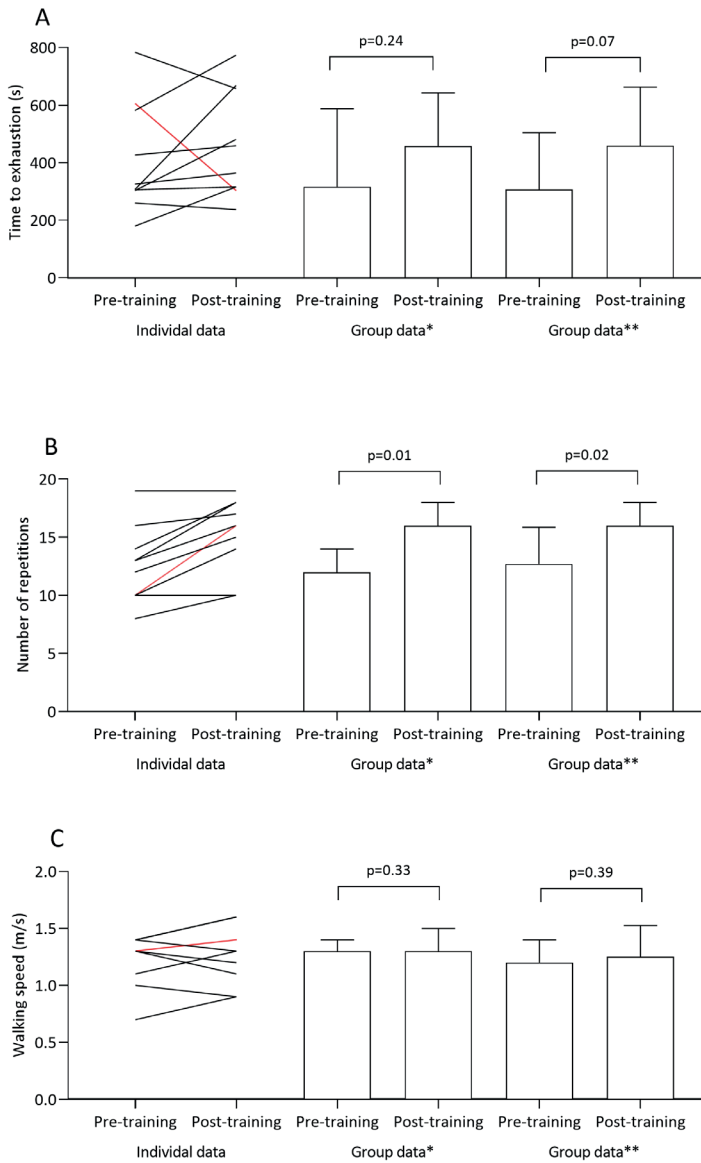 A
Time to exhaustion (s)
800
600
400
200
0
p=0.24
p=0.07
Pre-training Post-training Pre-training Post-training Pre-training Post-training
Individal data Group data* Group data**
B
Number of repetitions
20
15
10
5
0
p=0.01
p=0.02
Pre-training Post-training Pre-training Post-training Pre-training Post-training
Individal data Group data* Group data**
C
Walking speed (m/s)
2.0
1.5
1.0
0.5
0.0
p=0.33
p=0.39
Pre-training Post-training Pre-training Post-training Pre-training Post-training
Individal data Group data* Group data**